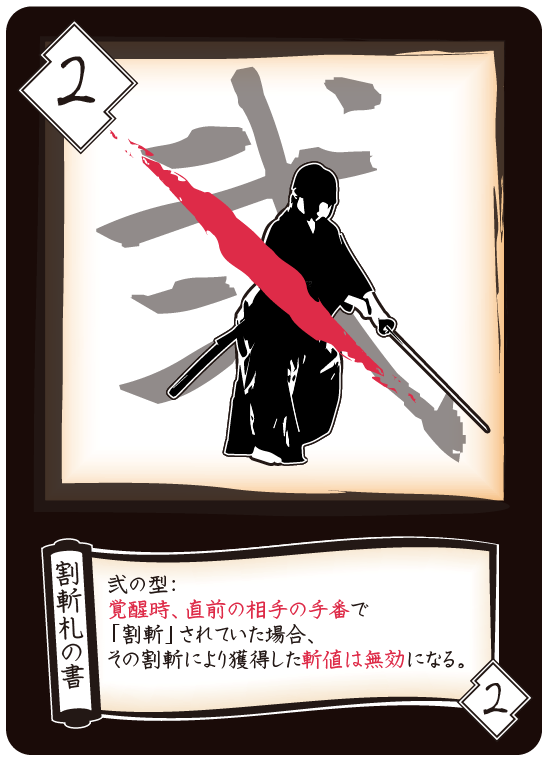 2
弐
割斬札の書
弐の型：
覚醒時、直前の相手の手番で
「割斬」されていた場合、
その割斬により獲得した斬値は無効になる。
2